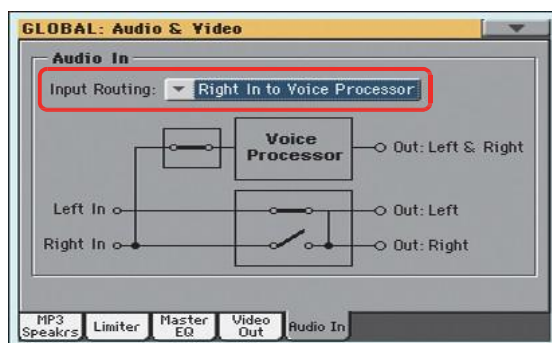 GLOBAL: Audio & Video
Audio In
Input Routing: Right In to Voice Processor
Voice
Processor
Out: Left & Right
Left In
Out: Left
Right In
Out: Right
MP3
Speakrs
Limiter
Master
EQ
Video
Out
Audio In